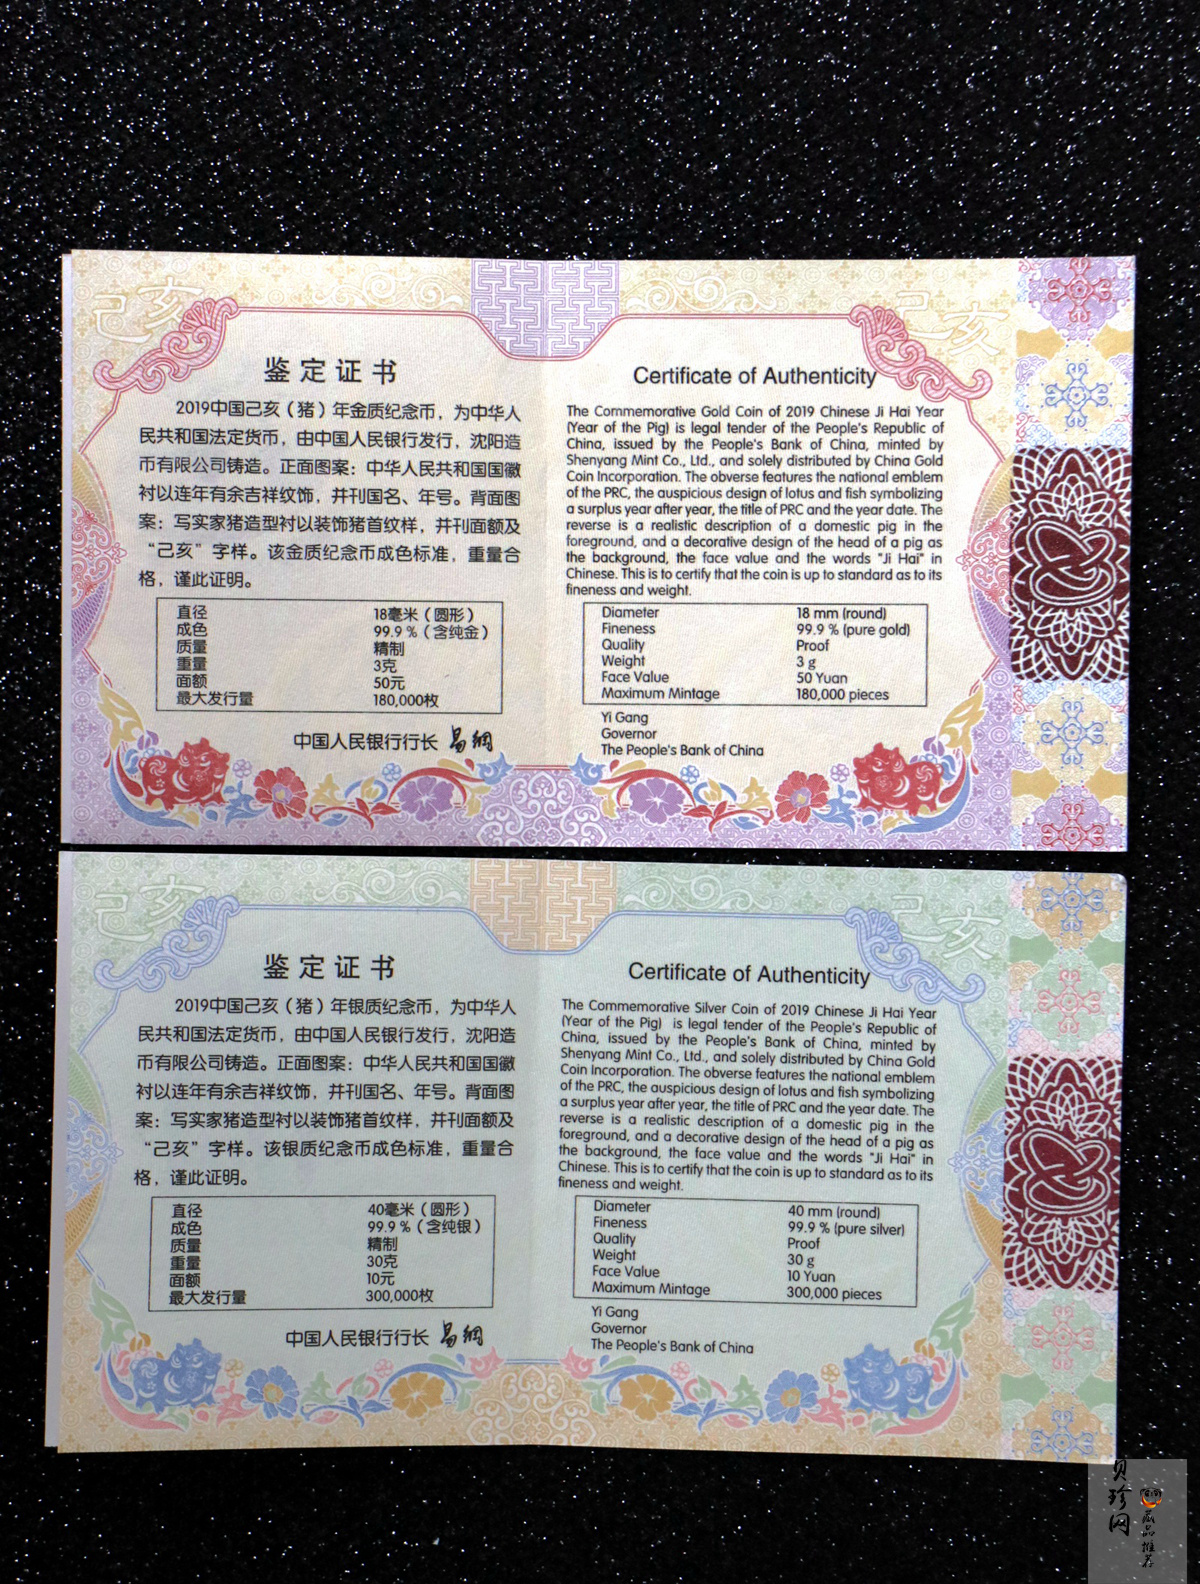 己亥
己亥
鉴定证书
2019中国己亥（猪）年金质纪念币，为中华人
民共和国法定货币，由中国人民银行发行，沈阳造
币有限公司铸造。正面图案：中华人民共和国国徽
衬以连年有余吉祥纹饰，并刊国名、年号。背面图
案：写实家猪造型衬以装饰猪首纹样，并刊面额及
“己亥”字样。该金质纪念币成色标准，重量合
格，谨此证明。
直径 18毫米（圆形）
成色 99.9 %（含纯金）
质量 精制
重量 3克
面额 50元
最大发行量 180,000枚
中国人民银行行长 易纲
Certificate of Authenticity
The Commemorative Gold Coin of 2019 Chinese Ji Hai Year
(Year of the Pig) is legal tender of the People's Republic of
China, issued by the People's Bank of China, minted by
Shenyang Mint Co., Ltd., and solely distributed by China Gold
Coin Incorporation. The obverse features the national emblem
of the PRC, the auspicious design of lotus and fish symbolizing
a surplus year after year, the title of PRC and the year date. The
reverse is a realistic description of a domestic pig in the
foreground, and a decorative design of the head of a pig as
the background, the face value and the words "Ji Hai" in
Chinese. This is to certify that the coin is up to standard as to its
fineness and weight.
Diameter 18 mm (round)
Fineness 99.9 % (pure gold)
Quality Proof
Weight 3 g
Face Value 50 Yuan
Maximum Mintage 180,000 pieces
Yi Gang
Governor
The People's Bank of China
己亥
己亥
鉴定证书
2019中国己亥（猪）年银质纪念币，为中华人
民共和国法定货币，由中国人民银行发行，沈阳造
币有限公司铸造。正面图案：中华人民共和国国徽
衬以连年有余吉祥纹饰，并刊国名、年号。背面图
案：写实家猪造型衬以装饰猪首纹样，并刊面额及
“己亥”字样。该银质纪念币成色标准，重量合
格，谨此证明。
直径 40毫米（圆形）
成色 99.9 %（含纯银）
质量 精制
重量 30克
面额 10元
最大发行量 300,000枚
中国人民银行行长 易纲
Certificate of Authenticity
The Commemorative Silver Coin of 2019 Chinese Ji Hai Year
(Year of the Pig) is legal tender of the People's Republic of
China, issued by the People's Bank of China, minted by
Shenyang Mint Co., Ltd., and solely distributed by China Gold
Coin Incorporation. The obverse features the national emblem
of the PRC, the auspicious design of lotus and fish symbolizing
a surplus year after year, the title of PRC and the year date. The
reverse is a realistic description of a domestic pig in the
foreground, and a decorative design of the head of a pig as
the background, the face value and the words "Ji Hai" in
Chinese. This is to certify that the coin is up to standard as to its
fineness and weight.
Diameter 40 mm (round)
Fineness 99.9 % (pure silver)
Quality Proof
Weight 30 g
Face Value 10 Yuan
Maximum Mintage 300,000 pieces
Yi Gang
Governor
The People's Bank of China
贝珍网
藏品推荐